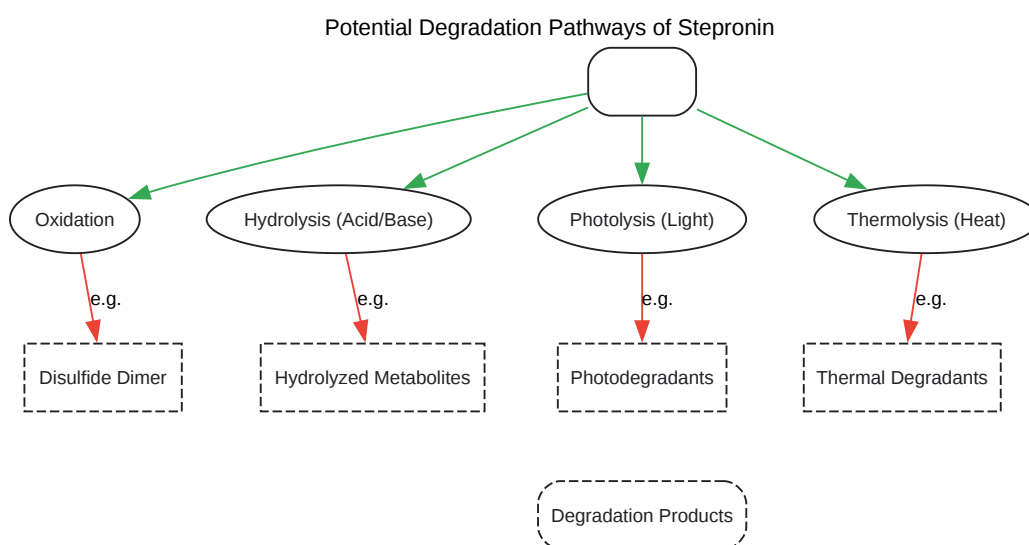 Potential Degradation Pathways of Stepronin
Oxidation
Hydrolysis (Acid/Base)
Photolysis (Light)
Thermolysis (Heat)
e.g.
e.g.
e.g.
e.g.
Disulfide Dimer
Hydrolyzed Metabolites
Photodegradants
Thermal Degradants
Degradation Products